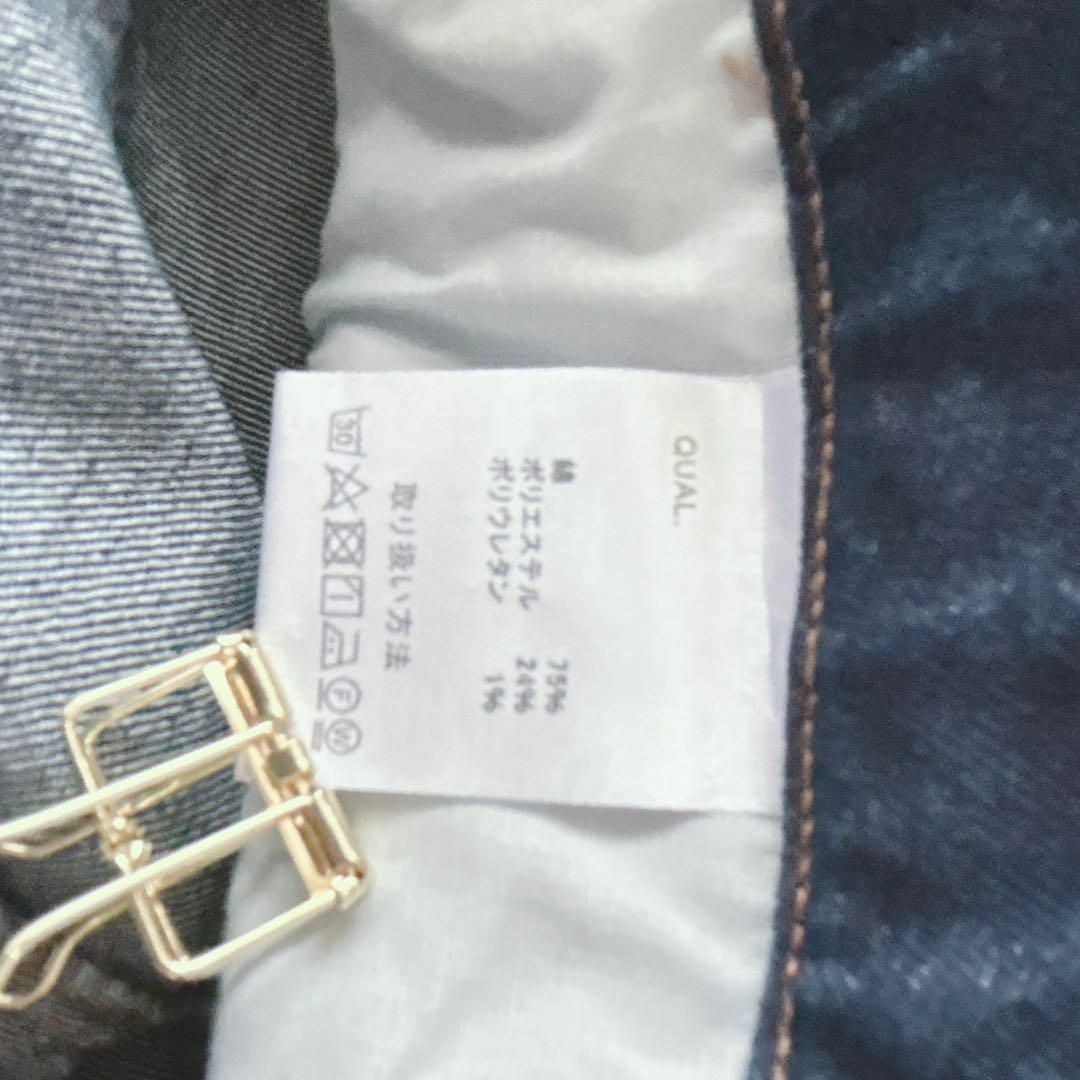 QUAL.
綿 75%
ポリエステル 24%
ポリウレタン 1%
取り扱い方法
30
F W